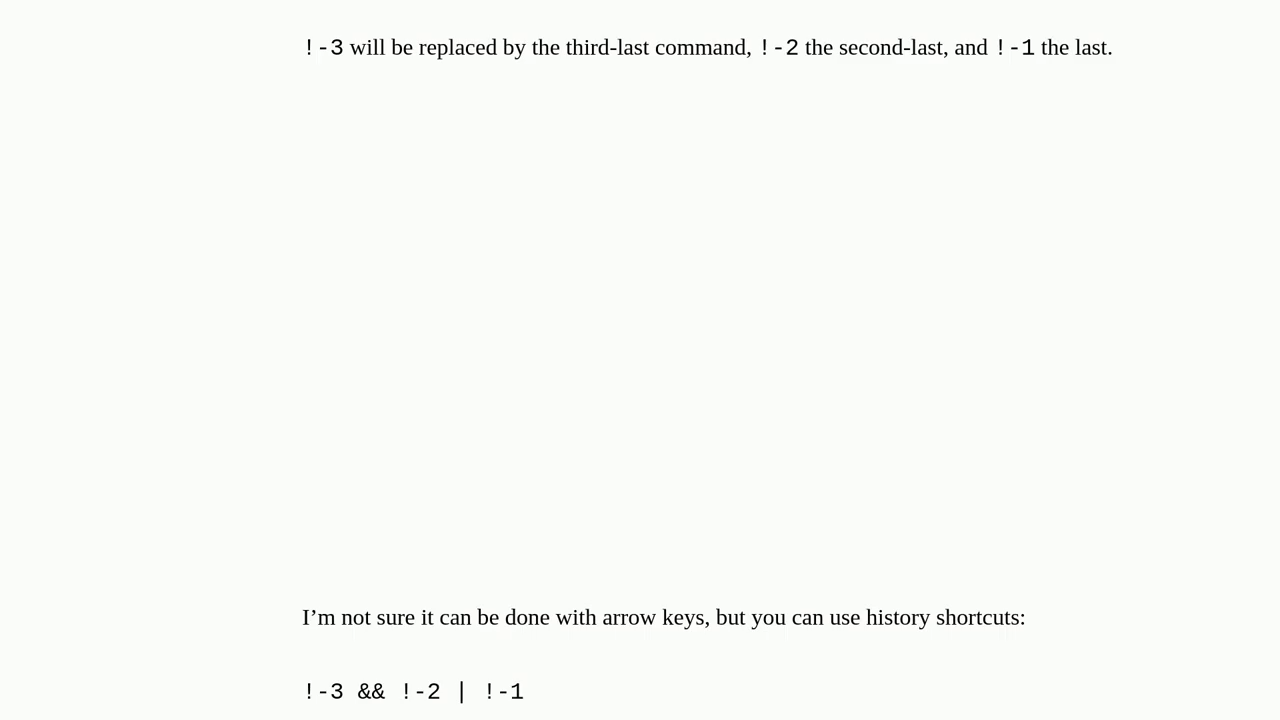 !-3 will be replaced by the third-last command, !-2 the second-last, and !-1 the last.
I’m not sure it can be done with arrow keys, but you can use history shortcuts:
!-3 && !-2 | !-1